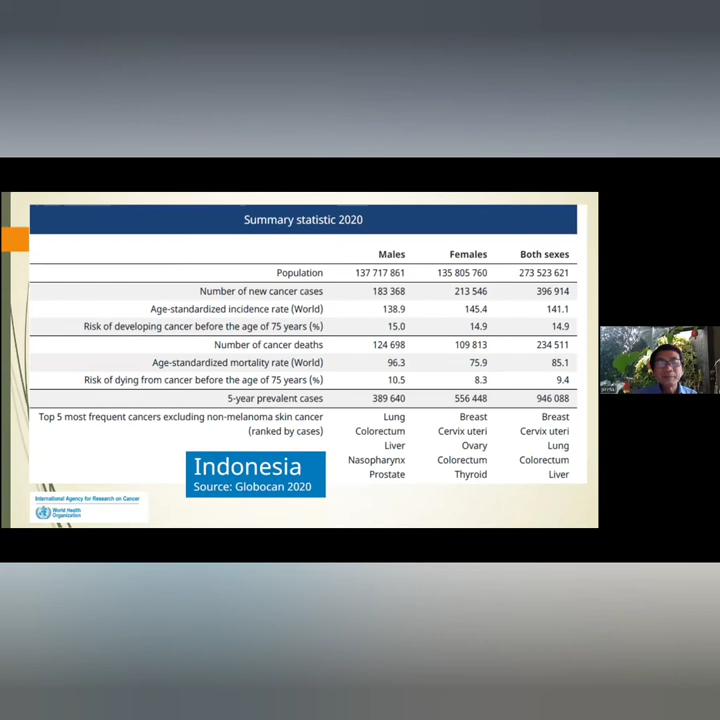 Summary statistic 2020
Males Females Both sexes
Population 137 717 861 135 805 760 273 523 621
Number of new cancer cases 183 368 213 546 396 914
Age-standardized incidence rate (World) 138.9 145.4 141.1
Risk of developing cancer before the age of 75 years (%) 15.0 14.9 14.9
Number of cancer deaths 124 698 109 813 234 511
Age-standardized mortality rate (World) 96.3 75.9 85.1
Risk of dying from cancer before the age of 75 years (%) 10.5 8.3 9.4
5-year prevalent cases 389 640 556 448 946 088
Top 5 most frequent cancers excluding non-melanoma skin cancer Lung Breast Breast
(ranked by cases) Colorectum Cervix uteri Cervix uteri
Liver Ovary Lung
Nasopharynx Colorectum Colorectum
Prostate Thyroid Liver
Indonesia
Source: Globocan 2020
International Agency for Research on Cancer
World Health
Organization